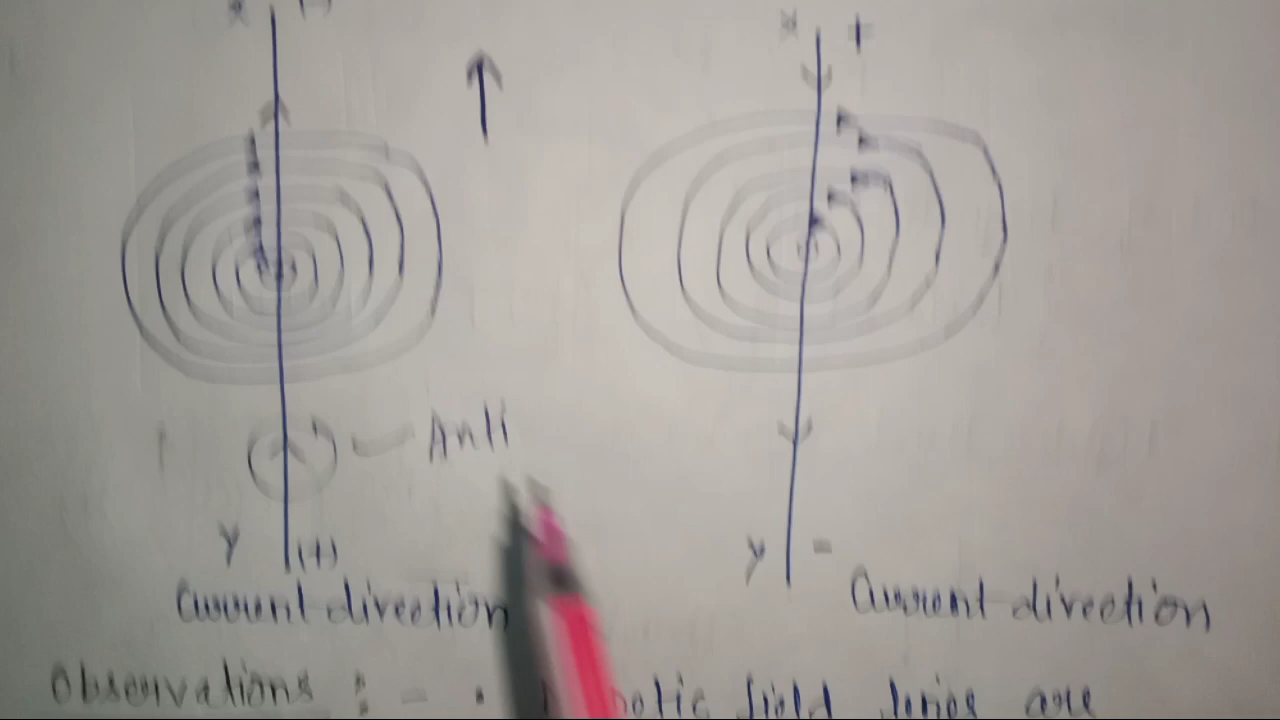 X (-)
X +
Anti
Y (+)
Y -
Current direction
Current direction
Observations : - • field lines are